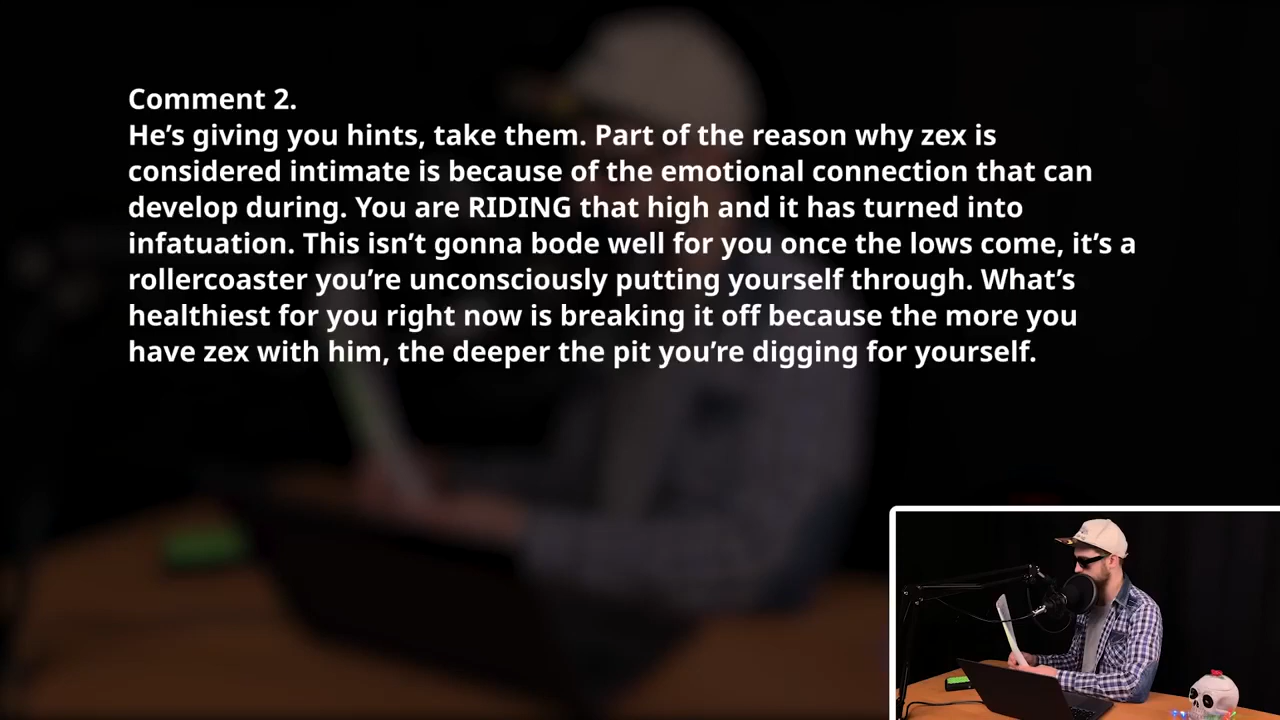 Comment 2.
He’s giving you hints, take them. Part of the reason why zex is
considered intimate is because of the emotional connection that can
develop during. You are RIDING that high and it has turned into
infatuation. This isn’t gonna bode well for you once the lows come, it’s a
rollercoaster you’re unconsciously putting yourself through. What’s
healthiest for you right now is breaking it off because the more you
have zex with him, the deeper the pit you’re digging for yourself.